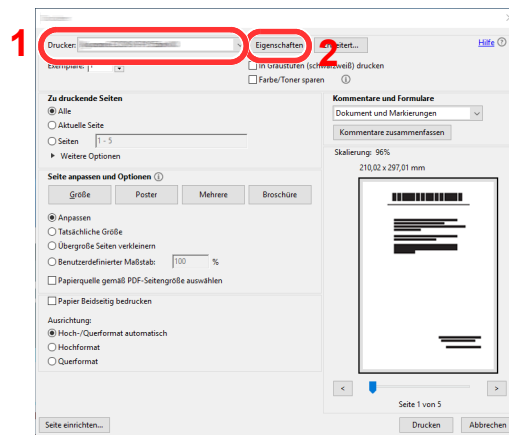 1
Drucker:
Eigenschaften
2
Erweitert...
Hilfe
Exemplare: 1
In Graustufen (schwarzweiß) drucken
Farbe/Toner sparen
Zu druckende Seiten
Alle
Aktuelle Seite
Seiten 1 - 5
Weitere Optionen
Seite anpassen und Optionen
Größe Poster Mehrere Broschüre
Anpassen
Tatsächliche Größe
Übergroße Seiten verkleinern
Benutzerdefinierter Maßstab: 100 %
Papierquelle gemäß PDF-Seitengröße auswählen
Papier Beidseitig bedrucken
Ausrichtung:
Hoch-/Querformat automatisch
Hochformat
Querformat
Kommentare und Formulare
Dokument und Markierungen
Kommentare zusammenfassen
Skalierung: 96%
210,02 x 297,01 mm
< >
Seite 1 von 5
Seite einrichten...
Drucken Abbrechen